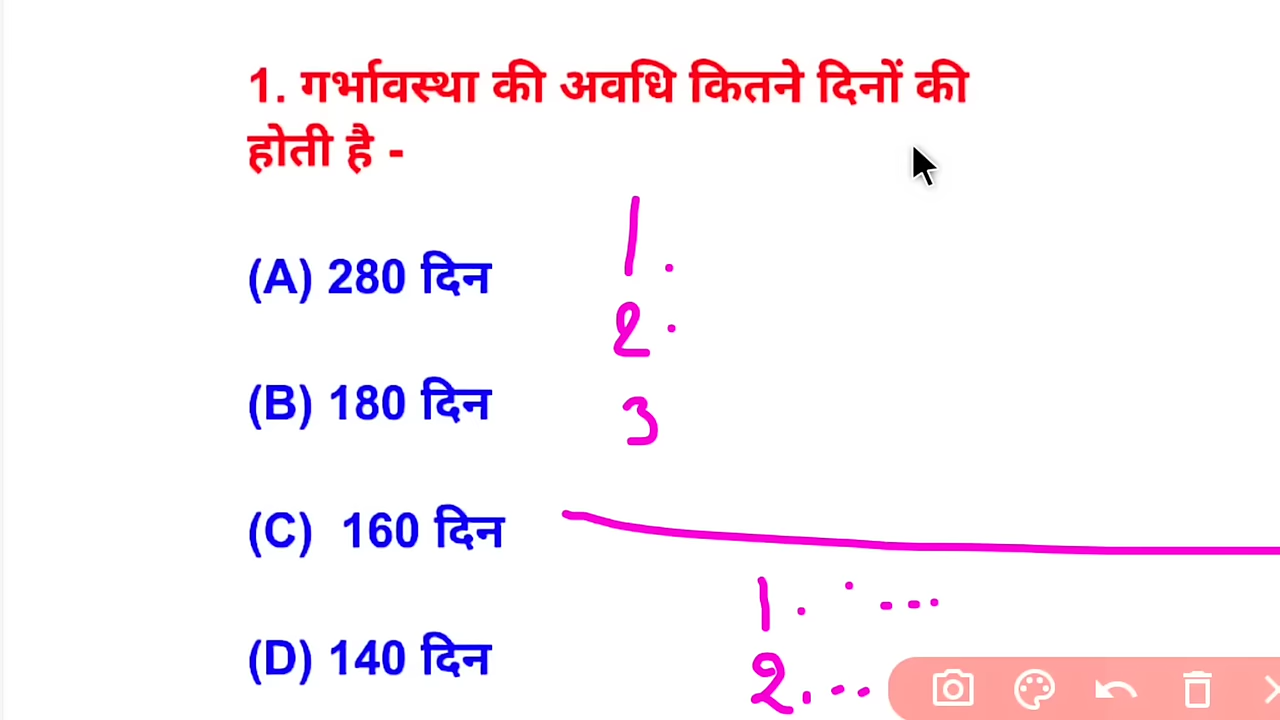 1. गर्भावस्था की अवधि कितने दिनों की
होती है -
1.
(A) 280 दिन
2.
(B) 180 दिन
3
(C) 160 दिन
1. ...
2. ...
(D) 140 दिन